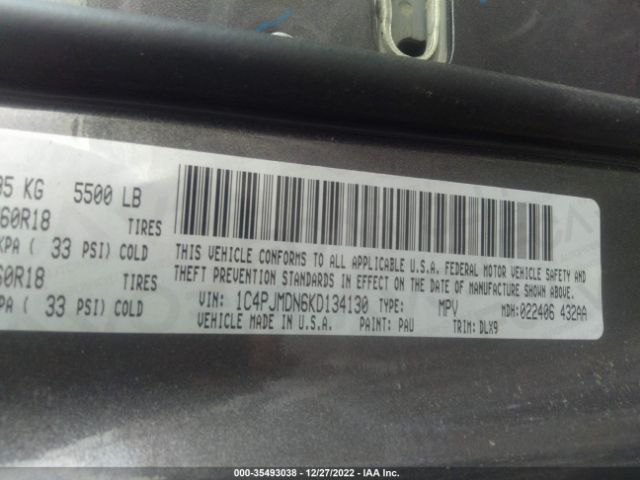 95 KG 5500 LB
60R18 TIRES
KPA ( 33 PSI) COLD
60R18 TIRES
PA ( 33 PSI) COLD
THIS VEHICLE CONFORMS TO ALL APPLICABLE U.S.A. FEDERAL MOTOR VEHICLE SAFETY AND
THEFT PREVENTION STANDARDS IN EFFECT ON THE DATE OF MANUFACTURE SHOWN ABOVE.
VIN: 1C4PJMDN6KD134130 TYPE: MPV MDH:022406 432AA
VEHICLE MADE IN U.S.A. PAINT: PAU TRIM: DLX9
000-35493038 - 12/27/2022 - IAA Inc.